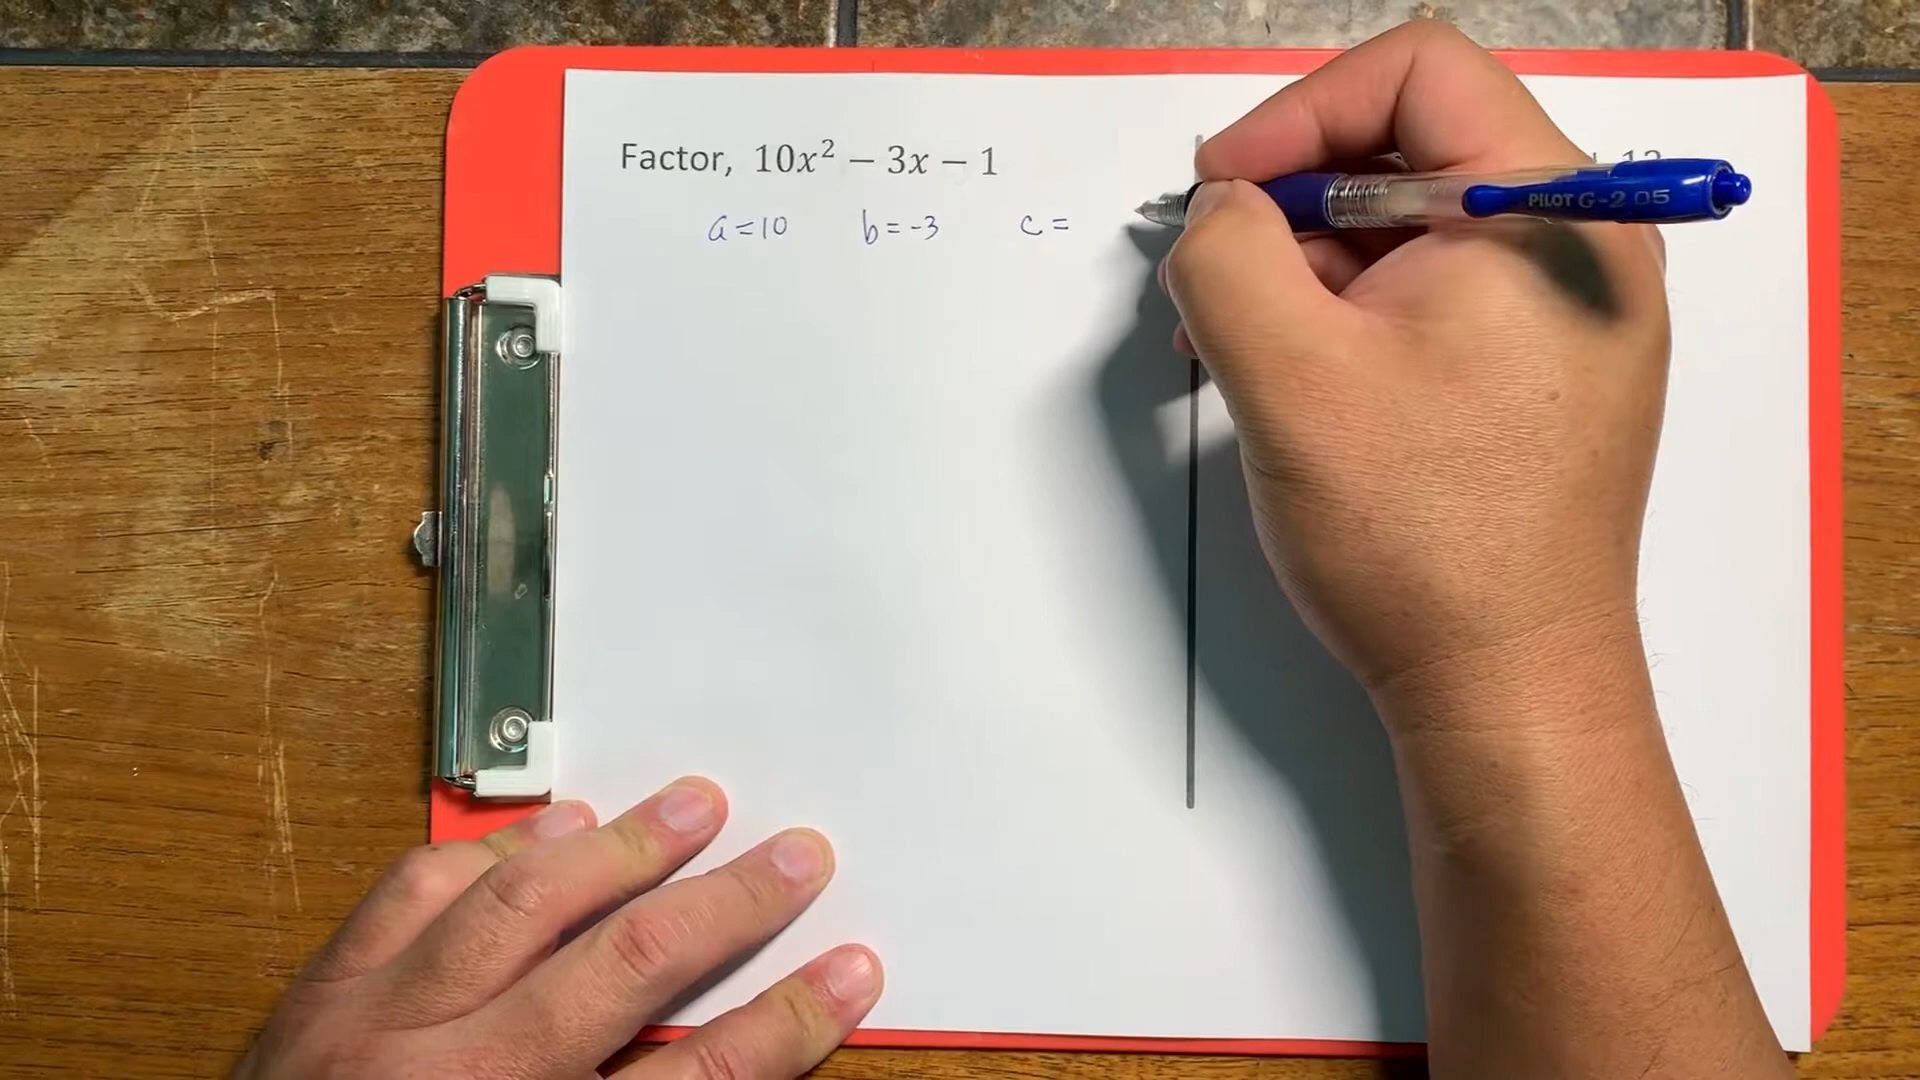 Factor, 10x² − 3x − 1
a=10 b=-3 c=
PILOT G-2 05